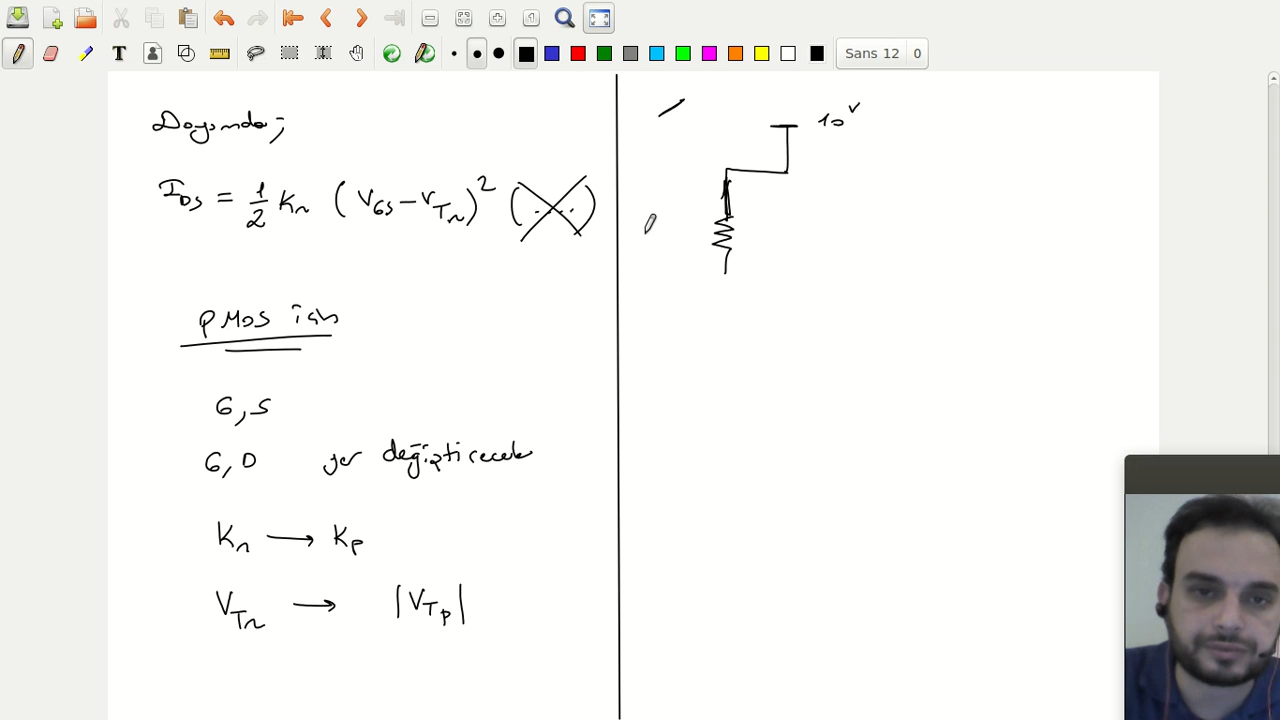 Sans 12 0
Doyumda;
I_DS = 1/2 K_n (V_GS - V_Tn)^2 (.....)
PMOS için
G, S
G, D yer değiştirecek
K_n → K_p
V_Tn → |V_Tp|
10 V